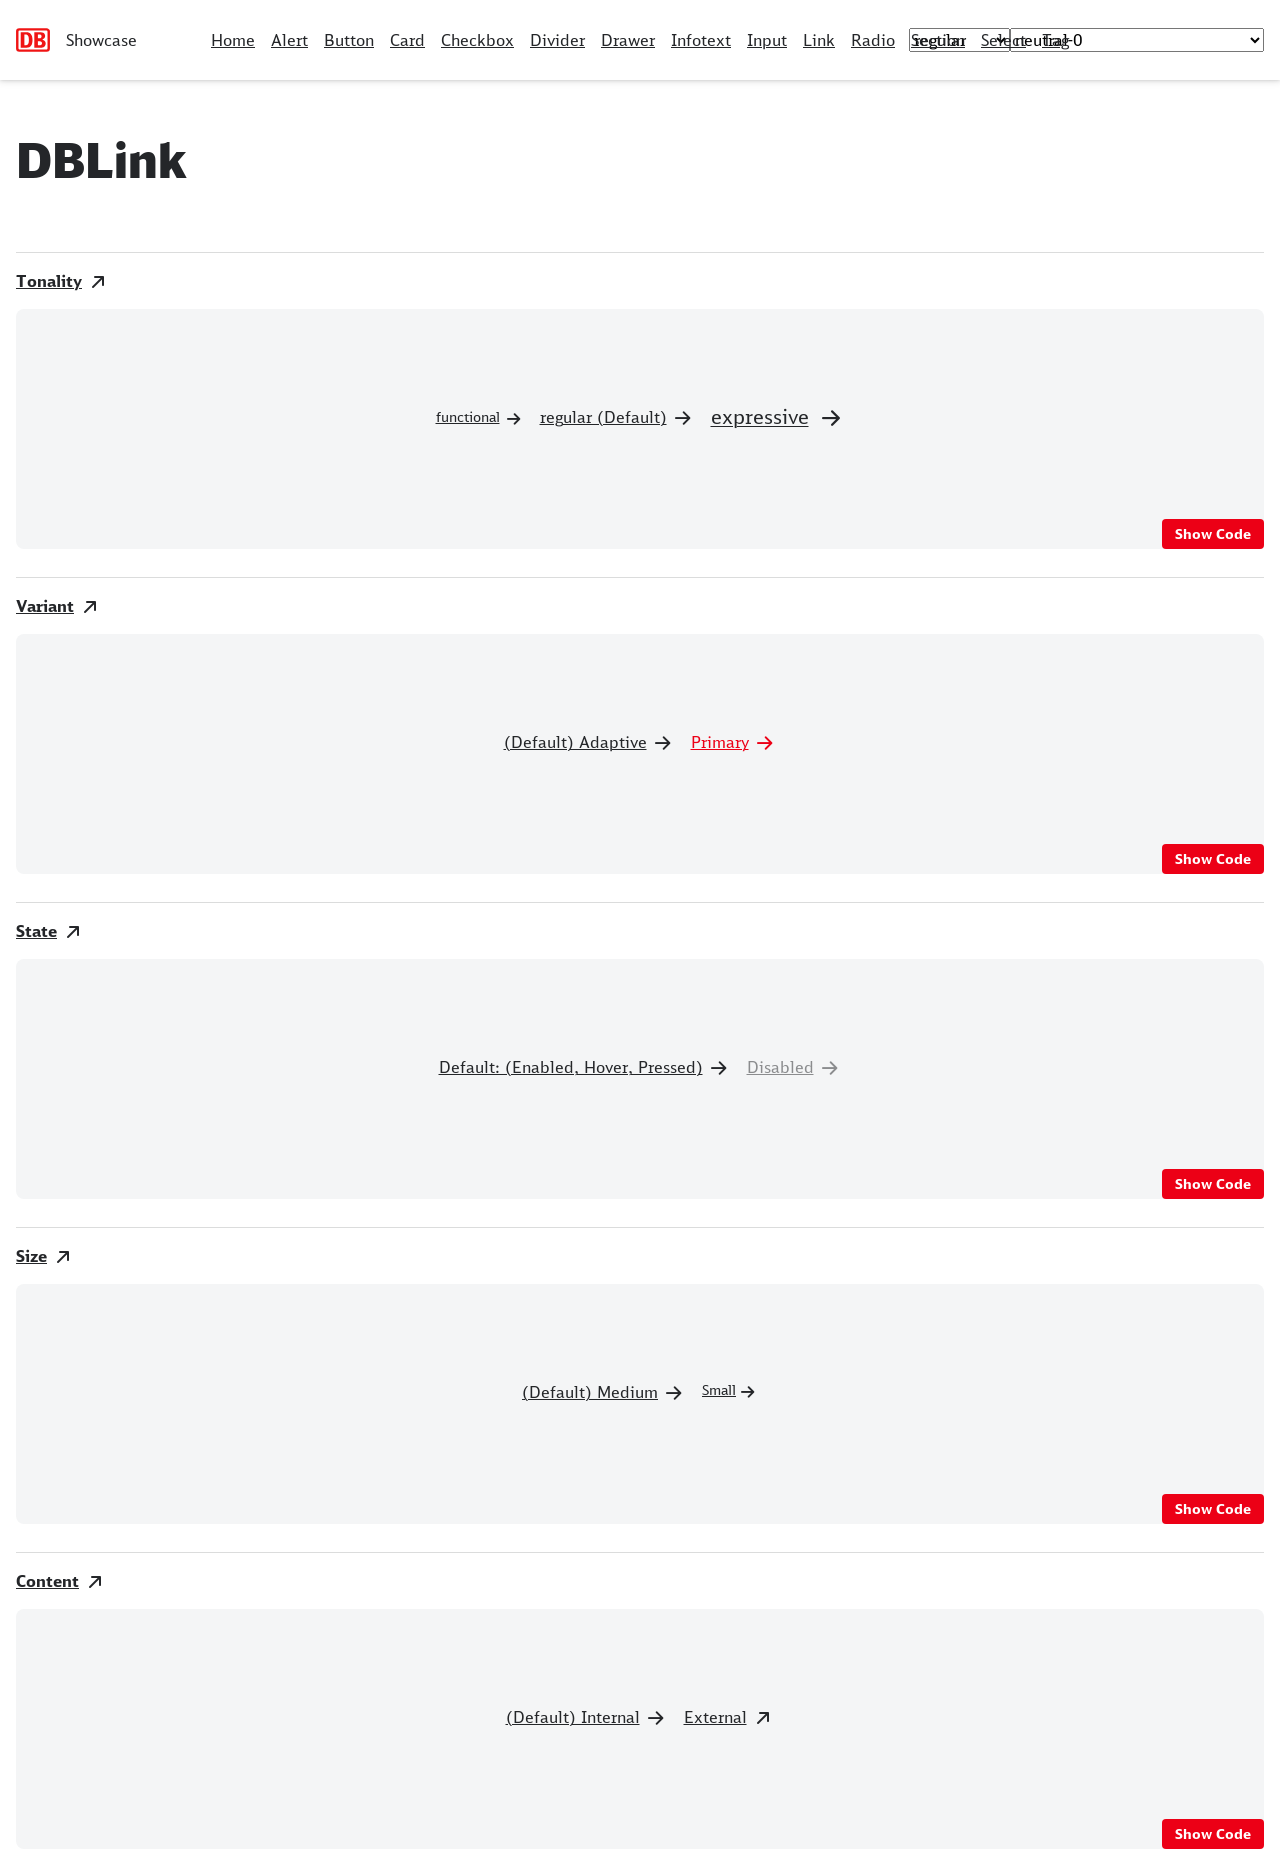 DB Showcase Home Alert Button Card Checkbox Divider Drawer Infotext Input Link Radio Section Select Tag regular neutral-0
DBLink
Tonality
functional regular (Default) expressive
Show Code
Variant
(Default) Adaptive Primary
Show Code
State
Default: (Enabled, Hover, Pressed) Disabled
Show Code
Size
(Default) Medium Small
Show Code
Content
(Default) Internal External
Show Code